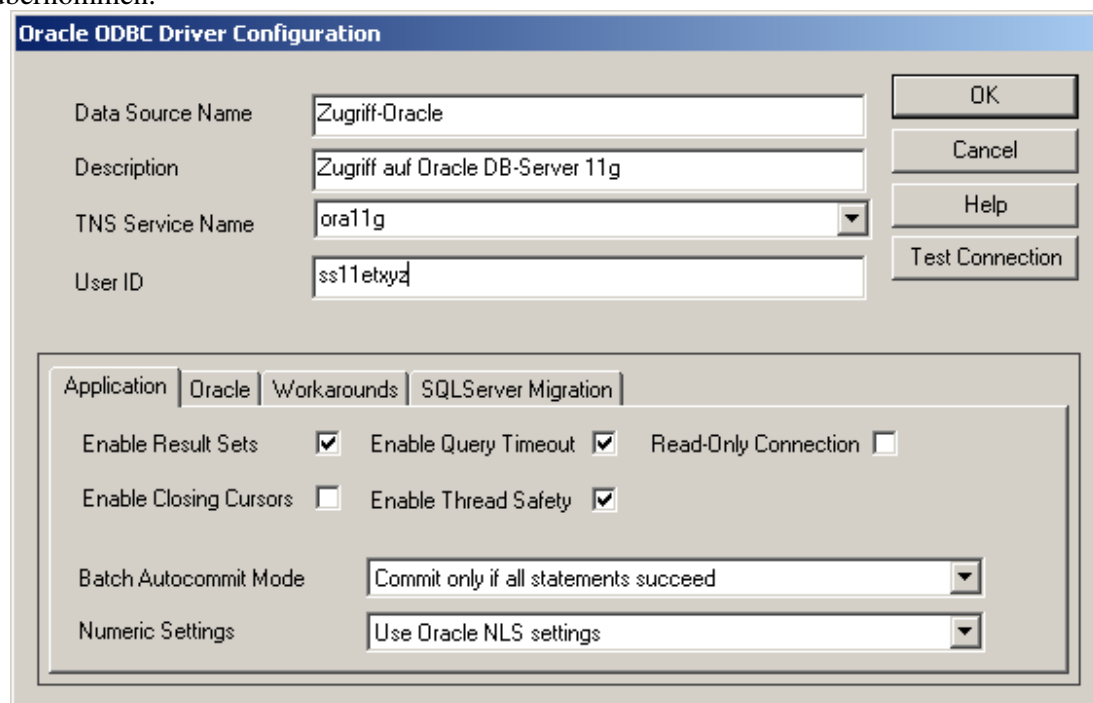 übernommen.
Oracle ODBC Driver Configuration
Data Source Name Zugriff-Oracle OK
Description Zugriff auf Oracle DB-Server 11g Cancel
TNS Service Name ora11g Help
User ID ss11etxyz Test Connection
Application Oracle Workarounds SQLServer Migration
Enable Result Sets Enable Query Timeout Read-Only Connection
Enable Closing Cursors Enable Thread Safety
Batch Autocommit Mode Commit only if all statements succeed
Numeric Settings Use Oracle NLS settings